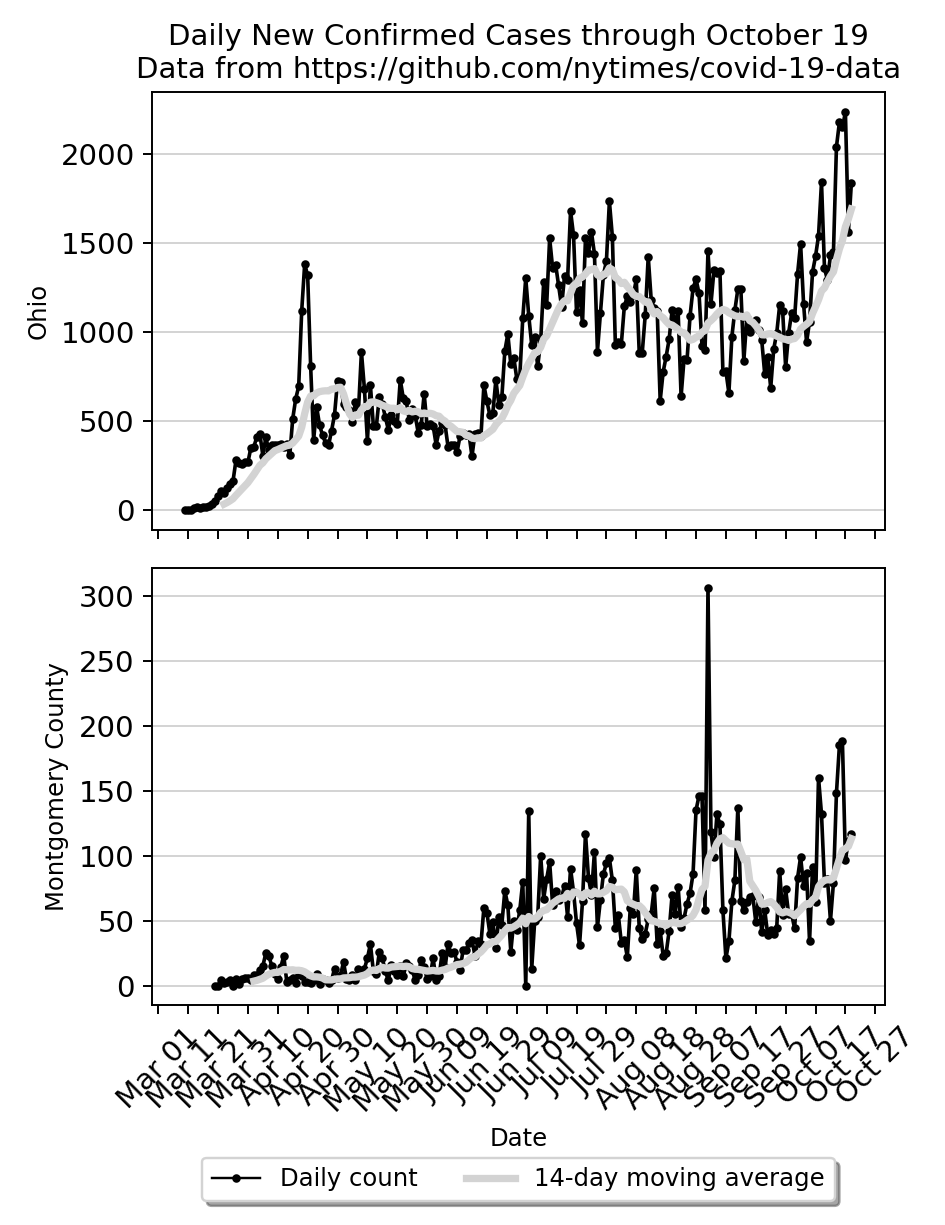 Daily New Confirmed Cases through October 19
Data from https://github.com/nytimes/covid-19-data
2000
1500
1000
500
0
Ohio
300
250
200
150
100
50
0
Montgomery County
Mar 01
Mar 11
Mar 21
Mar 31
Apr 10
Apr 20
Apr 30
May 10
May 20
May 30
Jun 09
Jun 19
Jun 29
Jul 09
Jul 19
Jul 29
Aug 08
Aug 18
Aug 28
Sep 07
Sep 17
Sep 27
Oct 07
Oct 17
Oct 27
Date
Daily count
14-day moving average